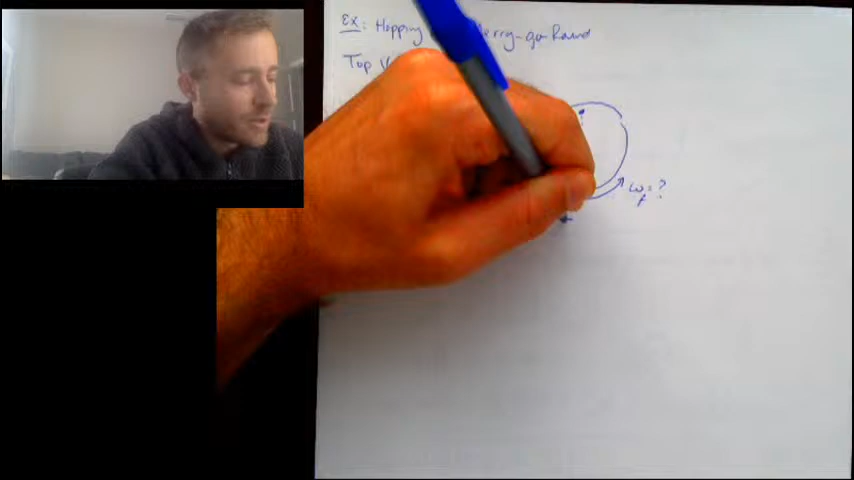 Ex: Hopping erry-go Round
Top V
ω_f = ?